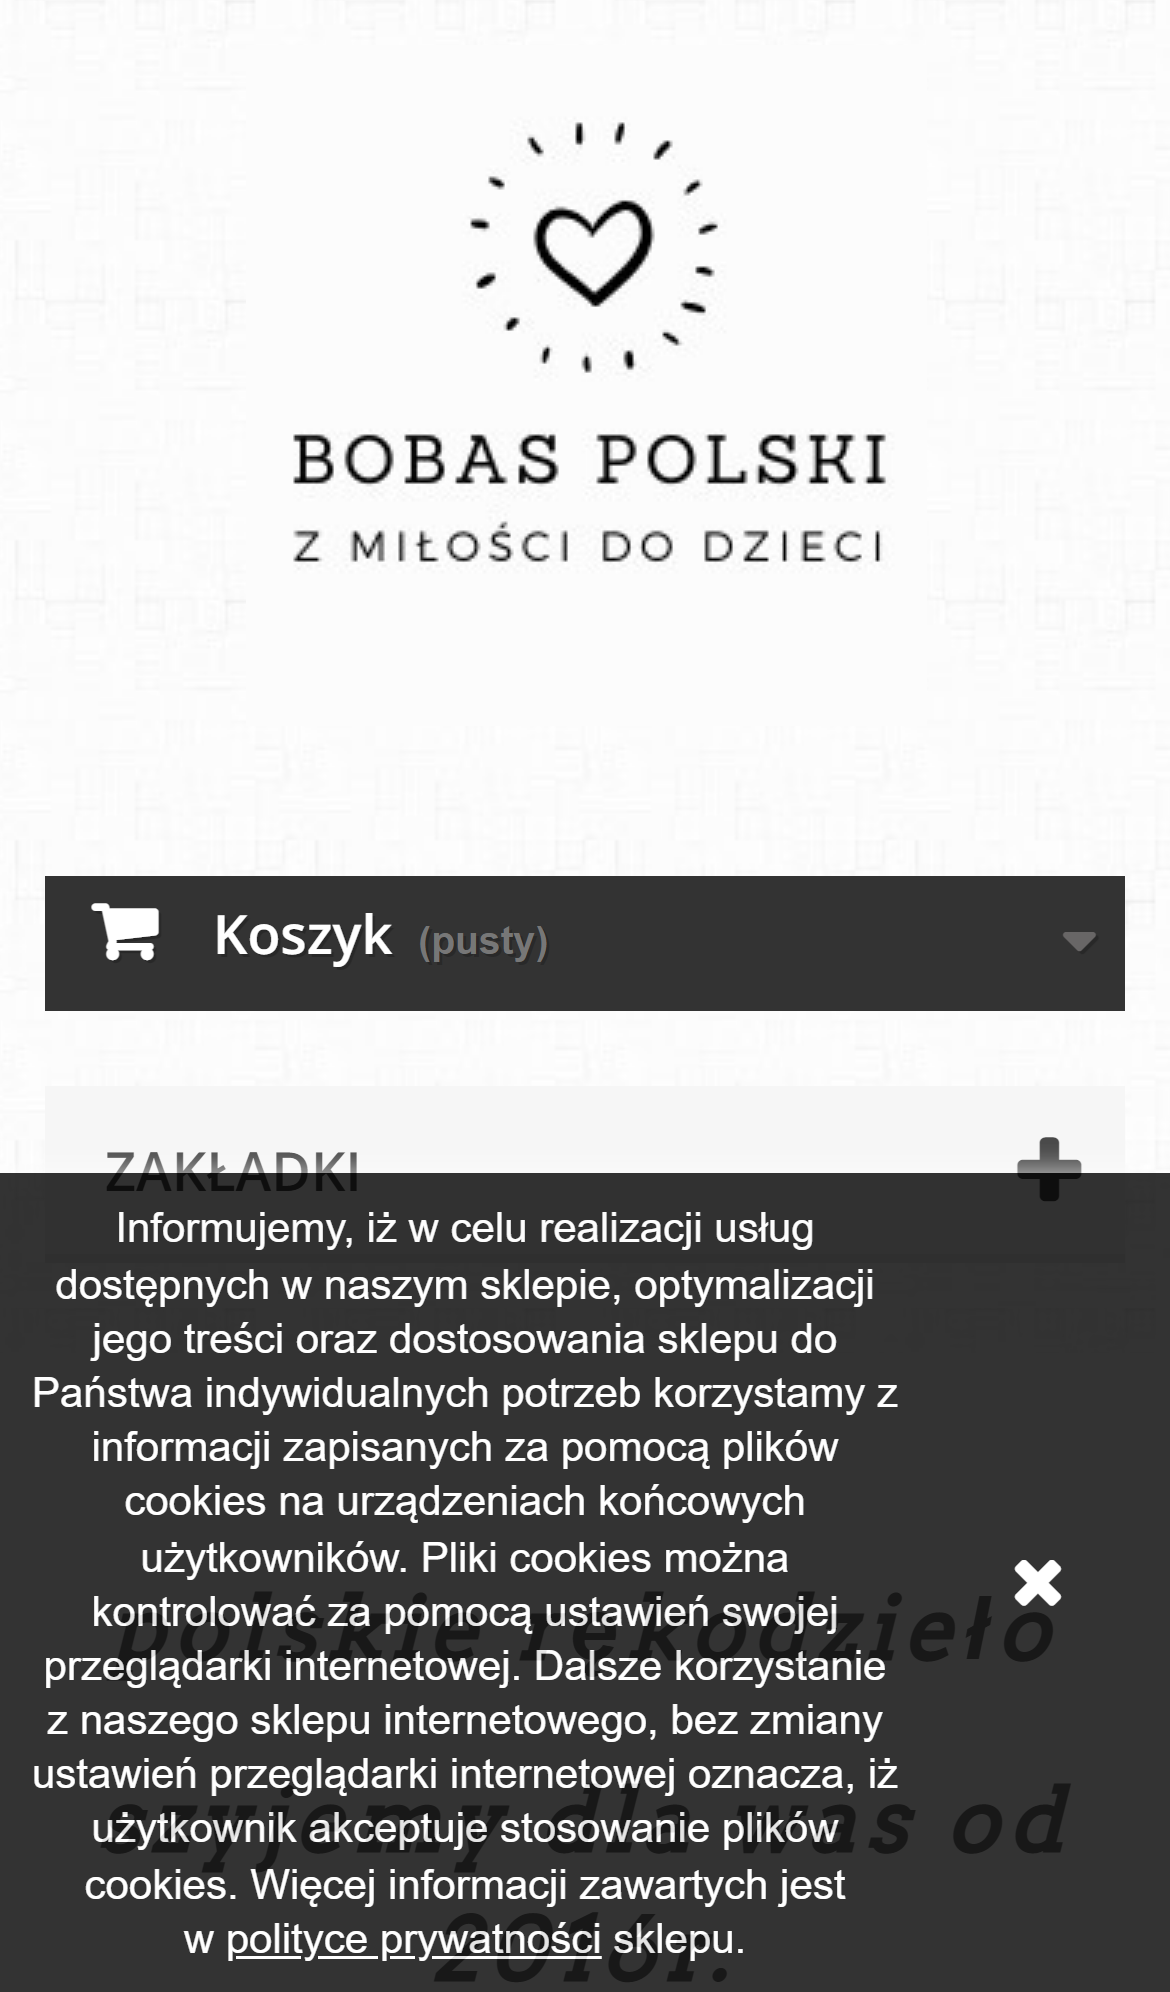 BOBAS POLSKI
Z MIŁOŚCI DO DZIECI
Koszyk (pusty)
ZAKŁADKI
Informujemy, iż w celu realizacji usług
dostępnych w naszym sklepie, optymalizacji
jego treści oraz dostosowania sklepu do
Państwa indywidualnych potrzeb korzystamy z
informacji zapisanych za pomocą plików
cookies na urządzeniach końcowych
użytkowników. Pliki cookies można
kontrolować za pomocą ustawień swojej
przeglądarki internetowej. Dalsze korzystanie
z naszego sklepu internetowego, bez zmiany
ustawień przeglądarki internetowej oznacza, iż
użytkownik akceptuje stosowanie plików
cookies. Więcej informacji zawartych jest
w polityce prywatności sklepu.
polskie rękodzieło
szyjemy dla was od
2016r.